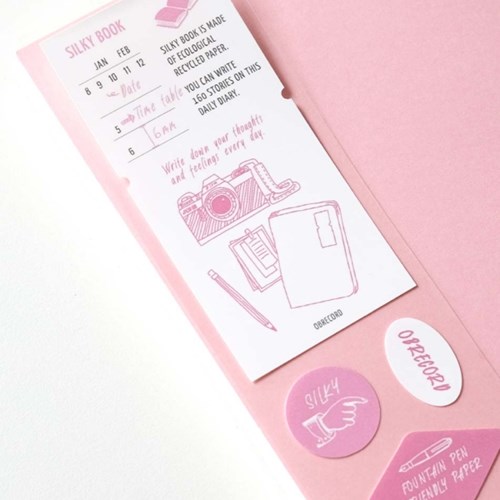 SILKY BOOK
JAN FEB
8 9 10 11 12
Date
5 Time table
6 6mm
SILKY BOOK IS MADE
OF ECOLOGICAL
RECYCLED PAPER.
YOU CAN WRITE
160 STORIES ON THIS
DAILY DIARY.
Write down your thoughts
and feelings every day.
OBRECORD
OBRECORD
SILKY
FOUNTAIN PEN
FRIENDLY PAPER